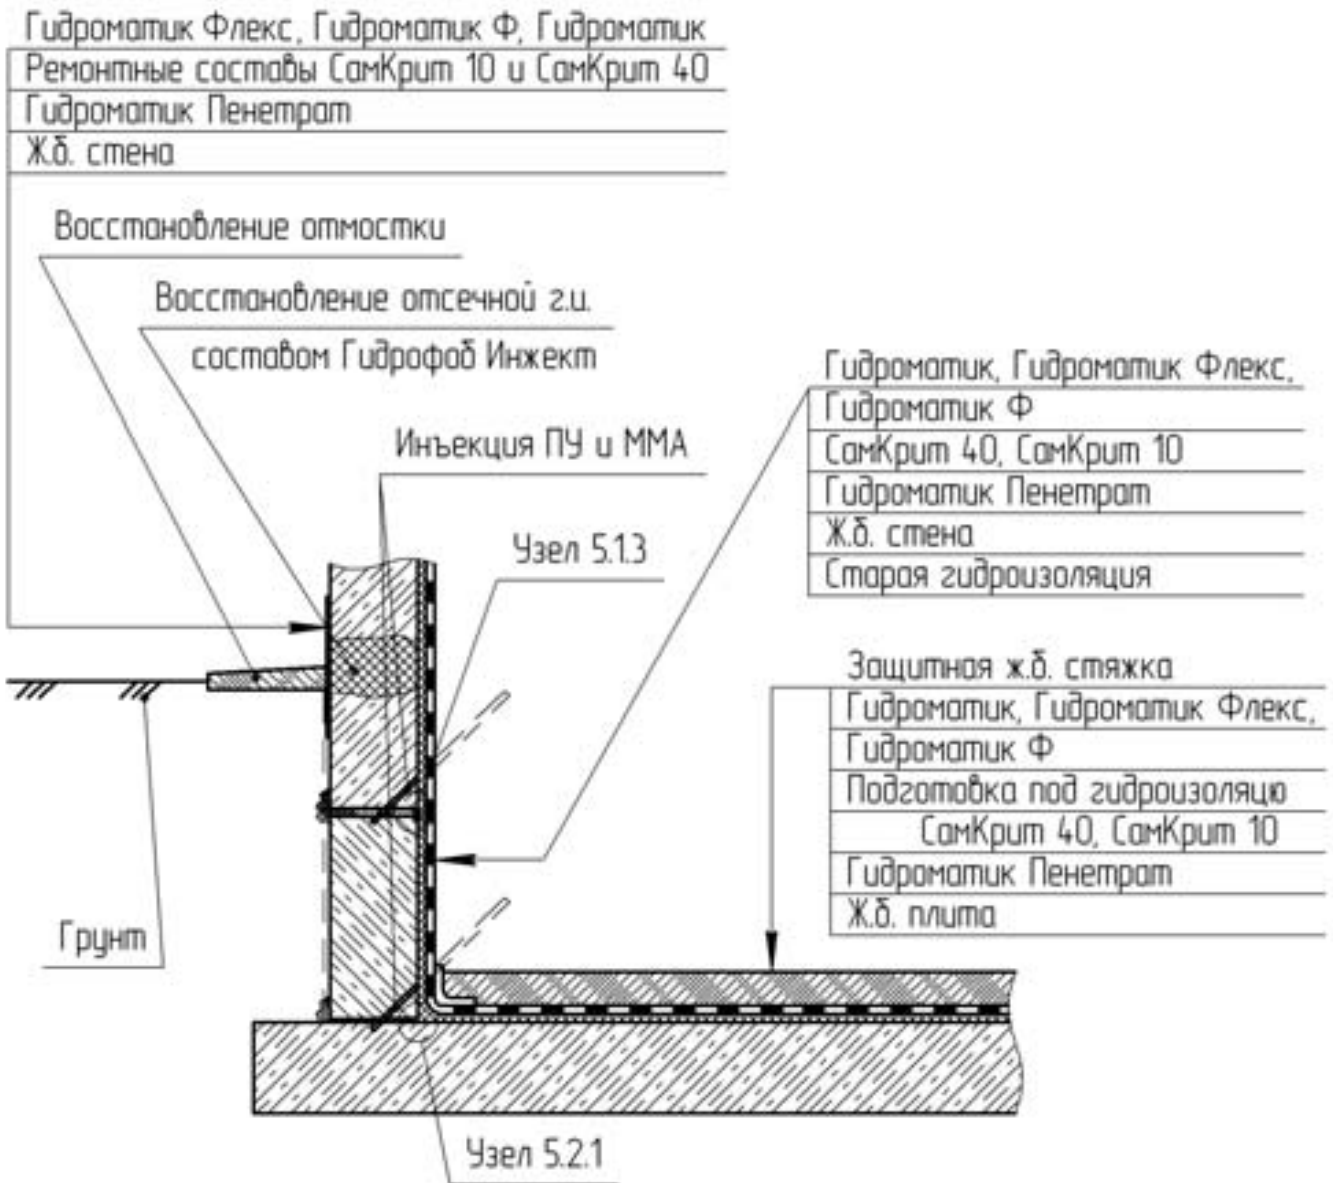 Гидроматик Флекс, Гидроматик Ф, Гидроматик
Ремонтные составы СамКрит 10 и СамКрит 40
Гидроматик Пенетрат
Ж.б. стена
Восстановление отмостки
Восстановление отсечной г.и.
составом Гидрофоб Инжект
Инъекция ПУ и ММА
Узел 5.1.3
Гидроматик, Гидроматик Флекс,
Гидроматик Ф
СамКрит 40, СамКрит 10
Гидроматик Пенетрат
Ж.б. стена
Старая гидроизоляция
Защитная ж.б. стяжка
Гидроматик, Гидроматик Флекс,
Гидроматик Ф
Подготовка под гидроизоляцю
СамКрит 40, СамКрит 10
Гидроматик Пенетрат
Ж.б. плита
Грунт
Узел 5.2.1